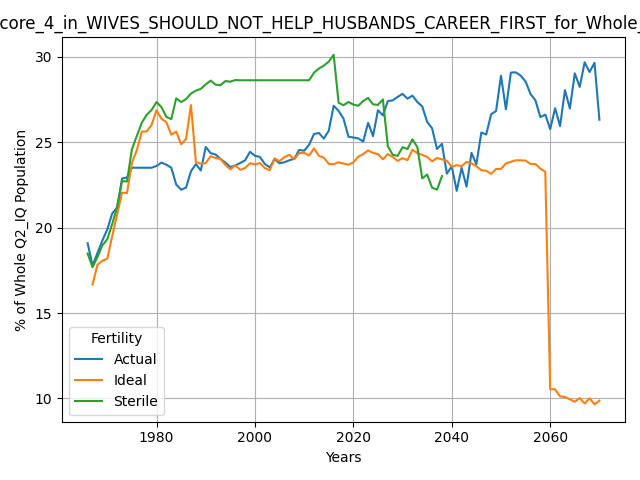 core_4_in_WIVES_SHOULD_NOT_HELP_HUSBANDS_CAREER_FIRST_for_Whole_
% of Whole Q2_IQ Population
30
25
20
15
10
Fertility
Actual
Ideal
Sterile
1980 2000 2020 2040 2060
Years